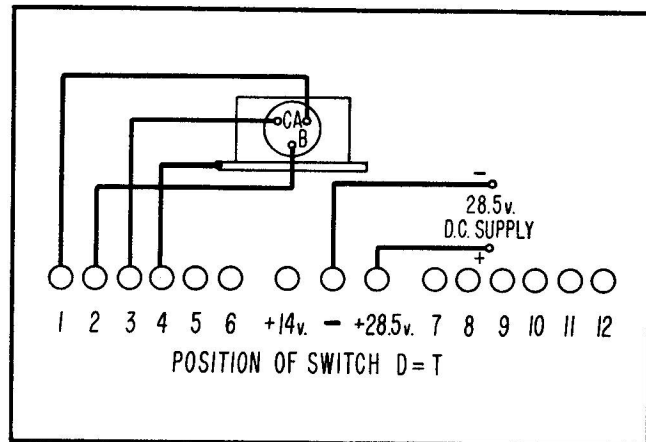 CA
B
-
28.5v.
D.C. SUPPLY
+
1 2 3 4 5 6 +14v. - +28.5v. 7 8 9 10 11 12
POSITION OF SWITCH D = T